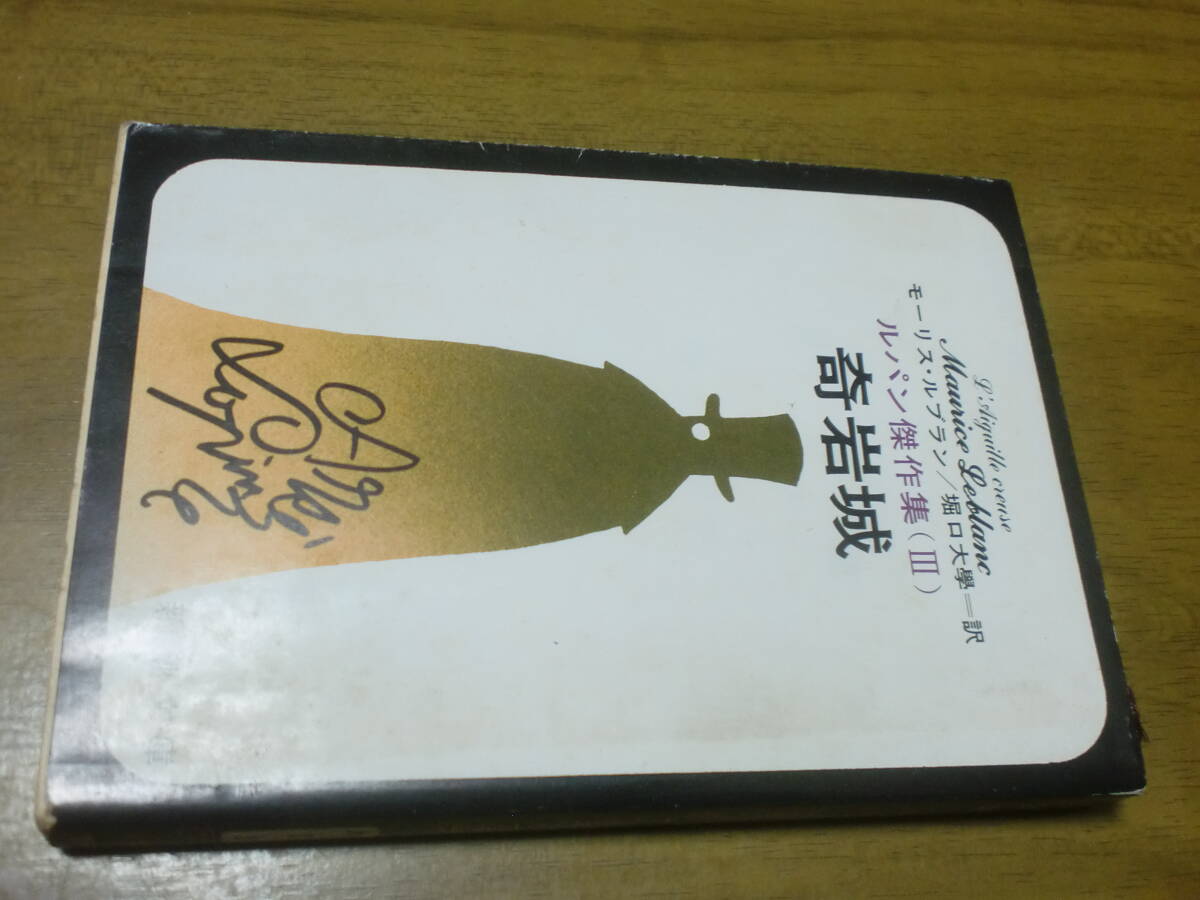 L'Aiguille creuse
Maurice Leblanc
モーリス・ルブラン/堀口大學=訳
ルパン傑作集(III)
奇岩城
Arsène
Lupin